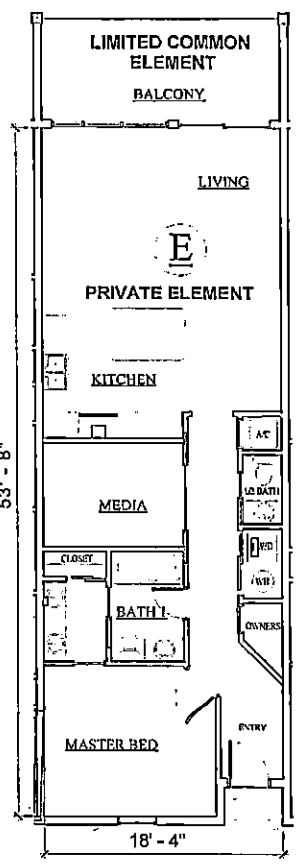 LIMITED COMMON
ELEMENT
BALCONY
LIVING
E
PRIVATE ELEMENT
KITCHEN
A/C
53' - 8"
1/2 BATH
MEDIA
W/D
CLOSET
WH
BATH 1
OWNERS
ENTRY
MASTER BED
18' - 4"